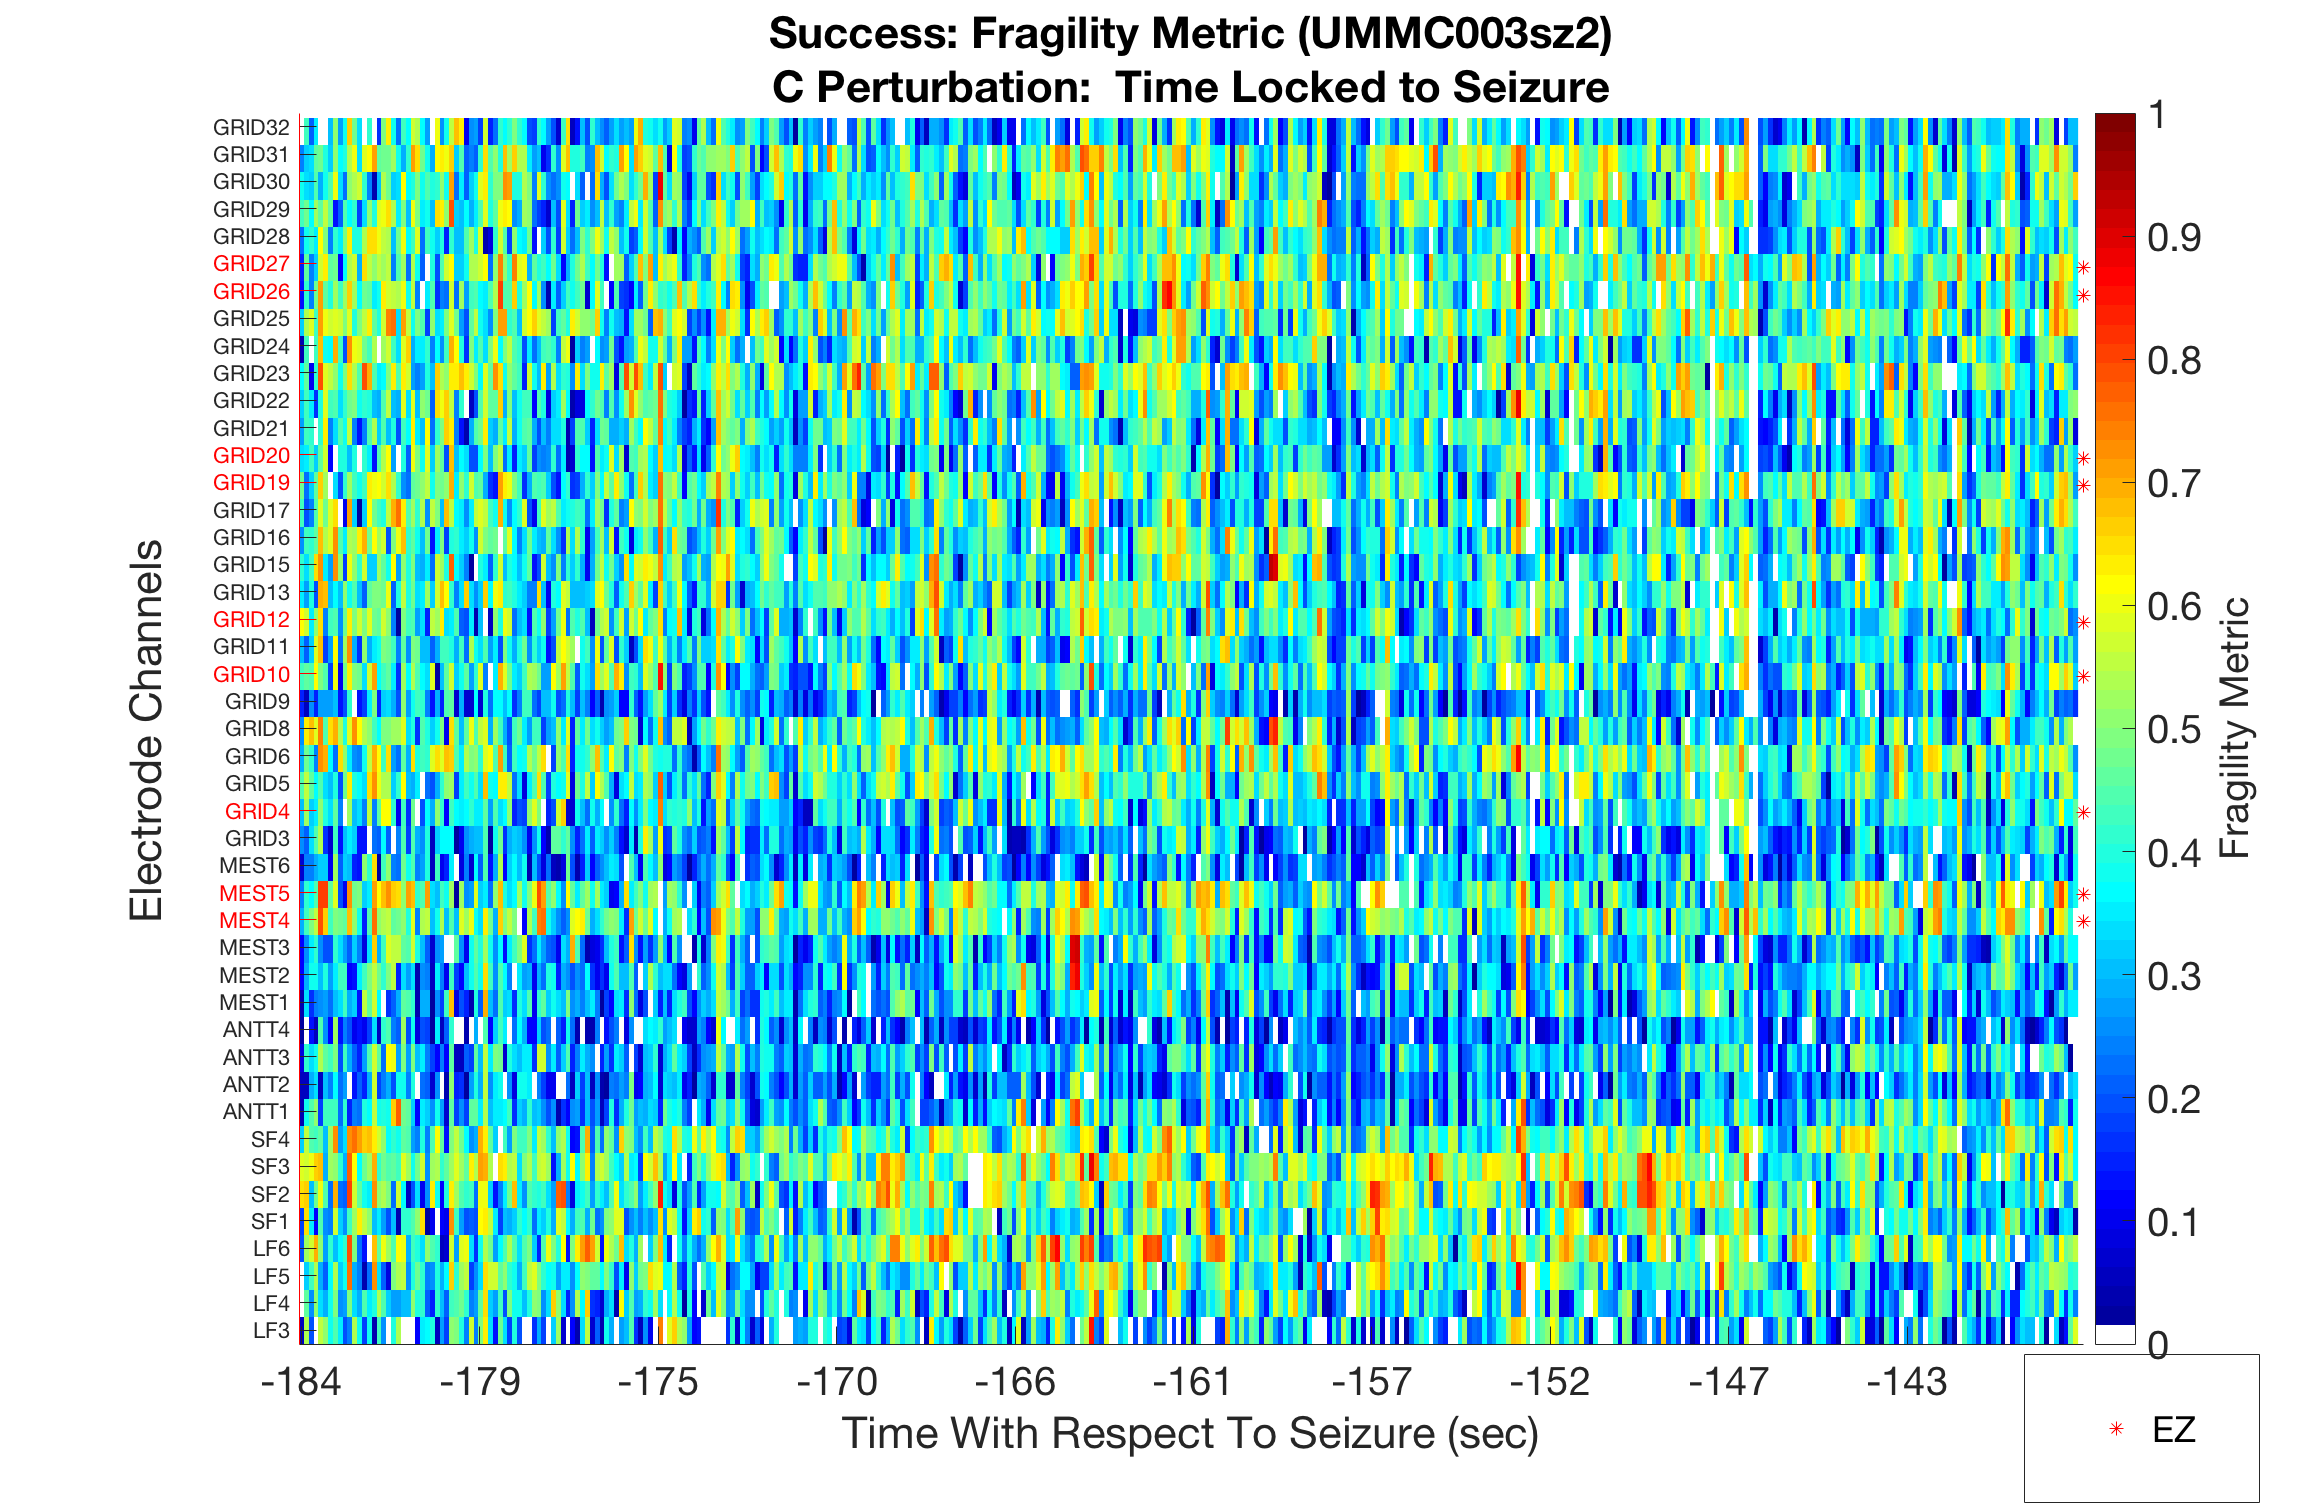 Success: Fragility Metric (UMMC003sz2)
C Perturbation:  Time Locked to Seizure
Electrode Channels
GRID32
GRID31
GRID30
GRID29
GRID28
GRID27
GRID26
GRID25
GRID24
GRID23
GRID22
GRID21
GRID20
GRID19
GRID17
GRID16
GRID15
GRID13
GRID12
GRID11
GRID10
GRID9
GRID8
GRID6
GRID5
GRID4
GRID3
MEST6
MEST5
MEST4
MEST3
MEST2
MEST1
ANTT4
ANTT3
ANTT2
ANTT1
SF4
SF3
SF2
SF1
LF6
LF5
LF4
LF3
-184 -179 -175 -170 -166 -161 -157 -152 -147 -143
Time With Respect To Seizure (sec)
1
0.9
0.8
0.7
0.6
0.5
0.4
0.3
0.2
0.1
0
Fragility Metric
EZ